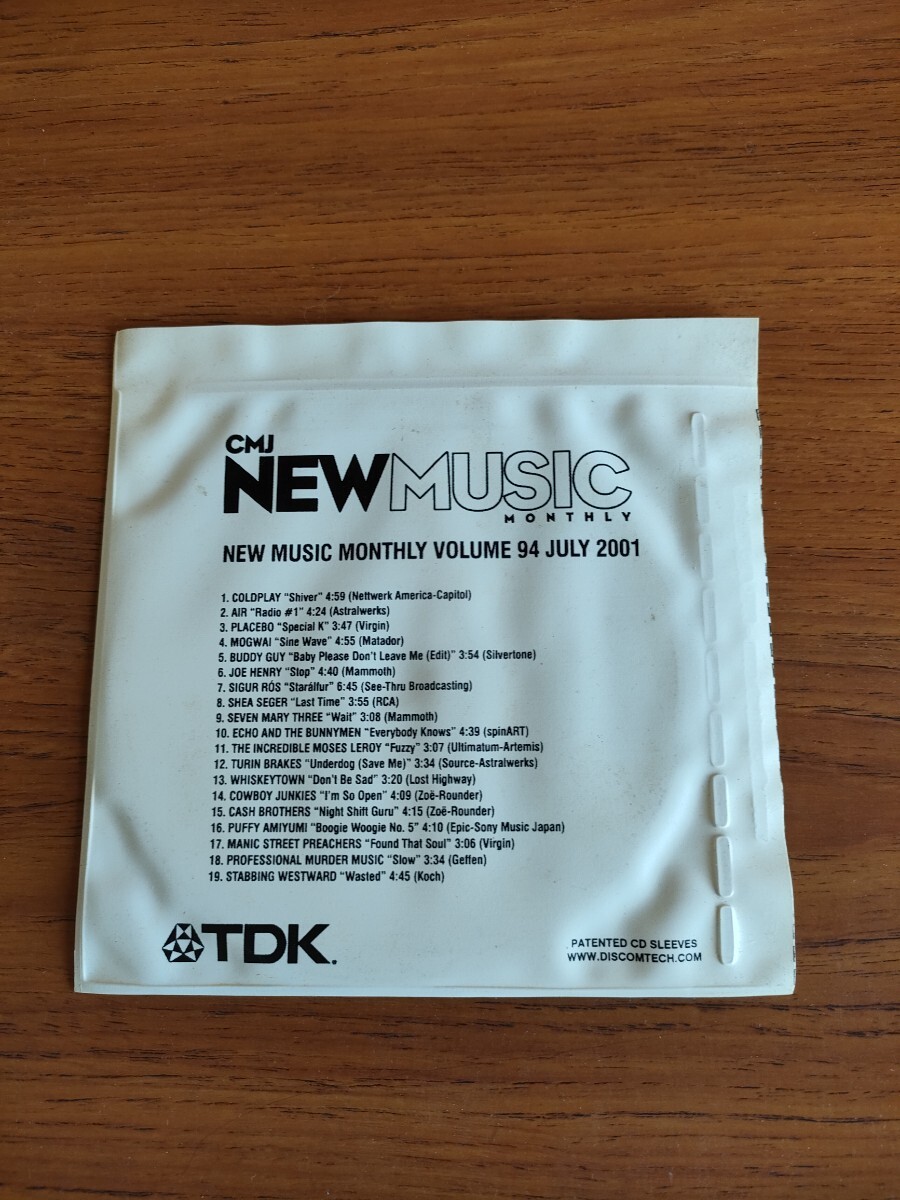 CMJ
NEWMUSIC
MONTHLY
NEW MUSIC MONTHLY VOLUME 94 JULY 2001
1. COLDPLAY "Shiver" 4:59 (Nettwerk America-Capitol)
2. AIR "Radio #1" 4:24 (Astralwerks)
3. PLACEBO "Special K" 3:47 (Virgin)
4. MOGWAI "Sine Wave" 4:55 (Matador)
5. BUDDY GUY "Baby Please Don't Leave Me (Edit)" 3:54 (Silvertone)
6. JOE HENRY "Stop" 4:40 (Mammoth)
7. SIGUR RÓS "Starálfur" 6:45 (See-Thru Broadcasting)
8. SHEA SEGER "Last Time" 3:55 (RCA)
9. SEVEN MARY THREE "Wait" 3:08 (Mammoth)
10. ECHO AND THE BUNNYMEN "Everybody Knows" 4:39 (spinART)
11. THE INCREDIBLE MOSES LEROY "Fuzzy" 3:07 (Ultimatum-Artemis)
12. TURIN BRAKES "Underdog (Save Me)" 3:34 (Source-Astralwerks)
13. WHISKEYTOWN "Don't Be Sad" 3:20 (Lost Highway)
14. COWBOY JUNKIES "I'm So Open" 4:09 (Zoë-Rounder)
15. CASH BROTHERS "Night Shift Guru" 4:15 (Zoë-Rounder)
16. PUFFY AMIYUMI "Boogie Woogie No. 5" 4:10 (Epic-Sony Music Japan)
17. MANIC STREET PREACHERS "Found That Soul" 3:06 (Virgin)
18. PROFESSIONAL MURDER MUSIC "Slow" 3:34 (Geffen)
19. STABBING WESTWARD "Wasted" 4:45 (Koch)
TDK.
PATENTED CD SLEEVES
WWW.DISCOMTECH.COM